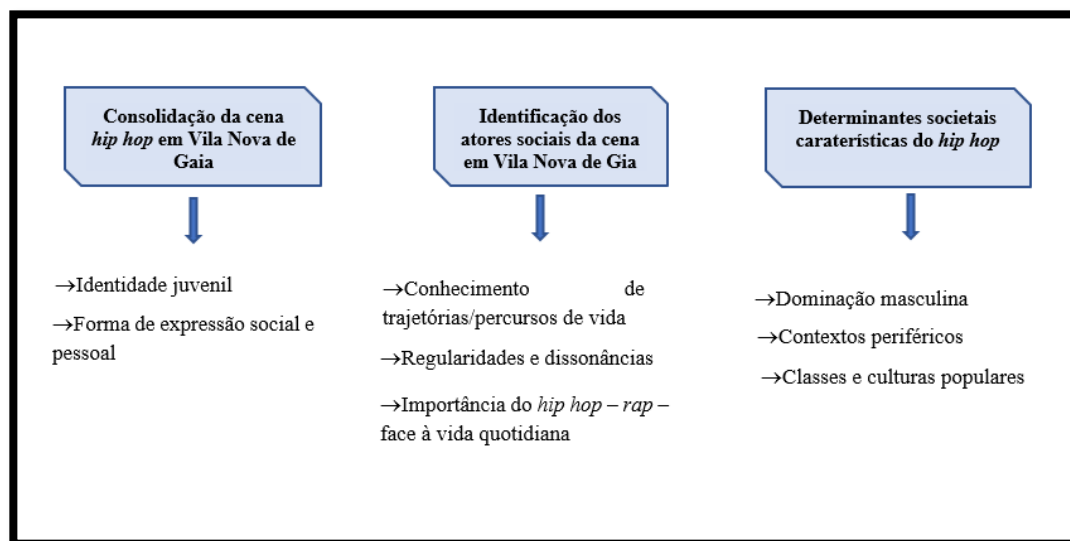 Consolidação da cena
hip hop em Vila Nova de
Gaia
→Identidade juvenil
→Forma de expressão social e
pessoal
Identificação dos
atores sociais da cena
em Vila Nova de Gia
→Conhecimento de
trajetórias/percursos de vida
→Regularidades e dissonâncias
→Importância do hip hop – rap –
face à vida quotidiana
Determinantes societais
caraterísticas do hip hop
→Dominação masculina
→Contextos periféricos
→Classes e culturas populares